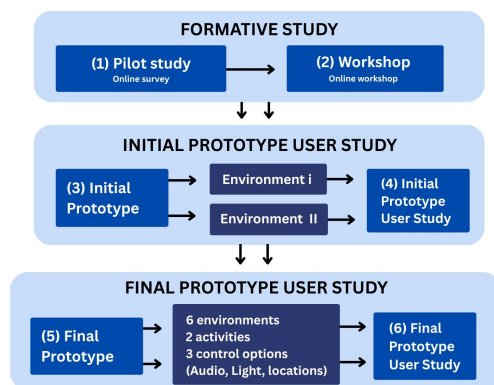 FORMATIVE STUDY
(1) Pilot study
Online survey
(2) Workshop
Online workshop
INITIAL PROTOTYPE USER STUDY
(3) Initial
Prototype
Environment i
Environment II
(4) Initial
Prototype
User Study
FINAL PROTOTYPE USER STUDY
(5) Final
Prototype
6 environments
2 activities
3 control options
(Audio, Light, locations)
(6) Final
Prototype
User Study